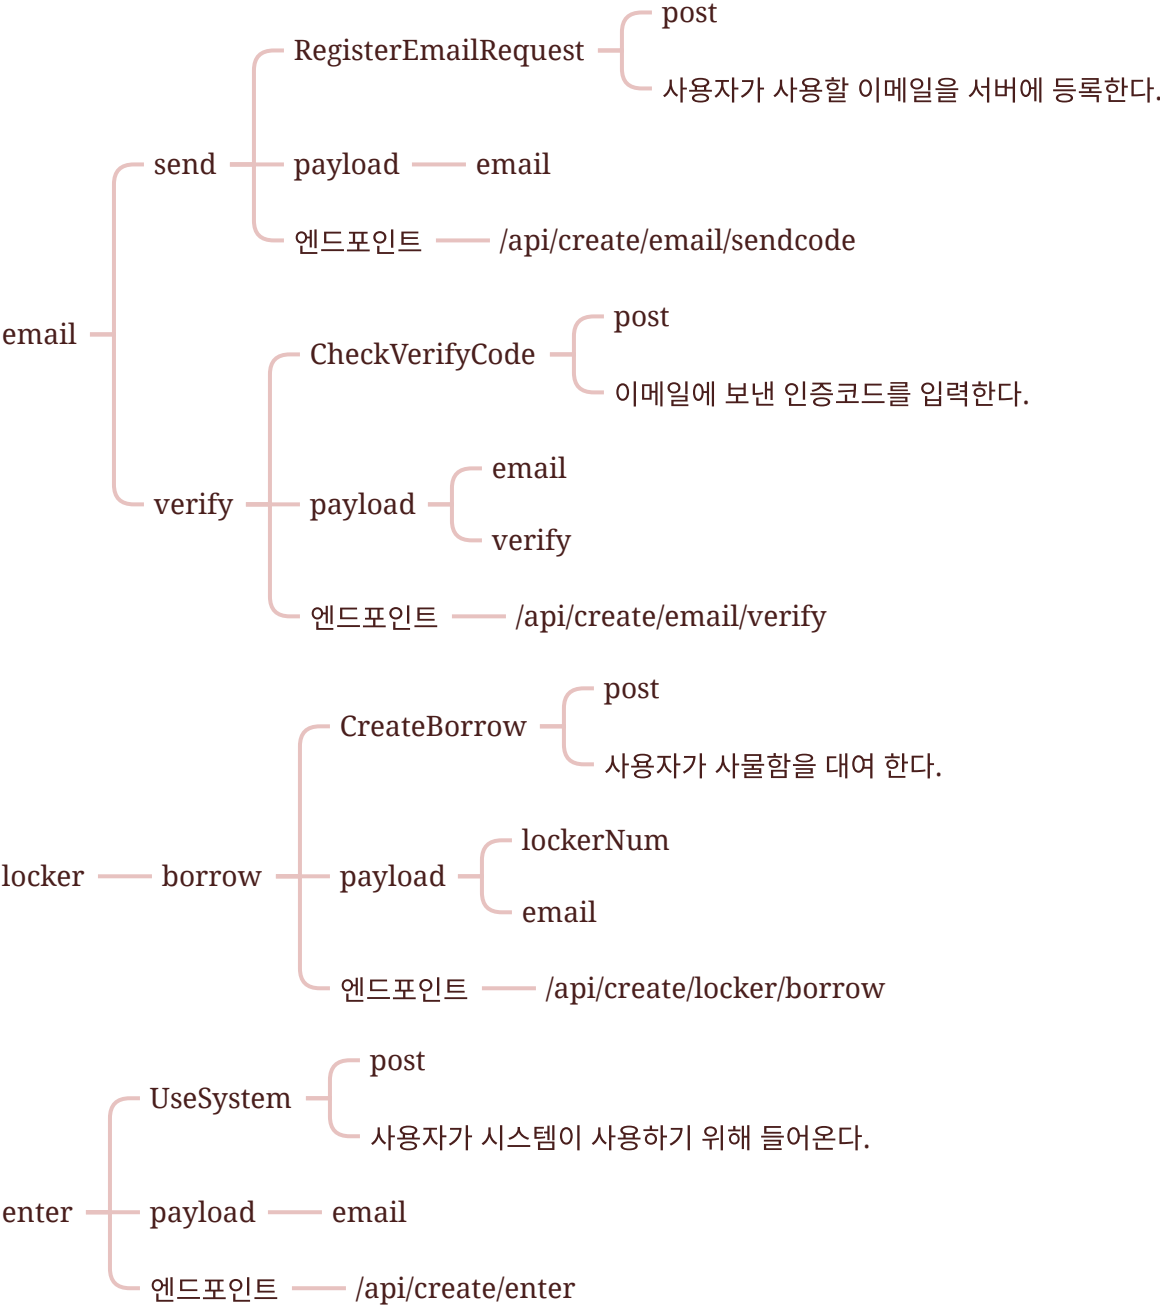 email
send
RegisterEmailRequest
post
사용자가 사용할 이메일을 서버에 등록한다.
payload
email
엔드포인트
/api/create/email/sendcode
verify
CheckVerifyCode
post
이메일에 보낸 인증코드를 입력한다.
payload
email
verify
엔드포인트
/api/create/email/verify
locker
borrow
CreateBorrow
post
사용자가 사물함을 대여 한다.
payload
lockerNum
email
엔드포인트
/api/create/locker/borrow
enter
UseSystem
post
사용자가 시스템이 사용하기 위해 들어온다.
payload
email
엔드포인트
/api/create/enter